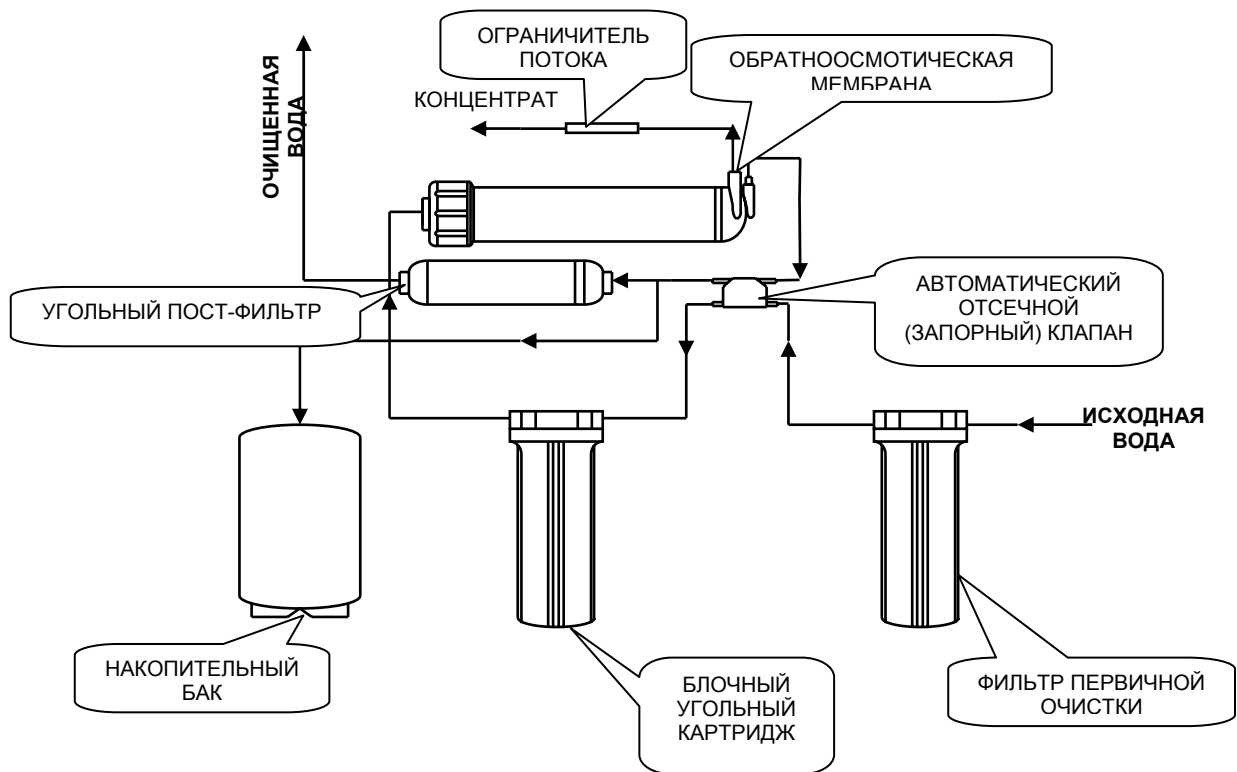 ОГРАНИЧИТЕЛЬ
ПОТОКА
ОБРАТНООСМОТИЧЕСКАЯ
МЕМБРАНА
КОНЦЕНТРАТ
ОЧИЩЕННАЯ
ВОДА
УГОЛЬНЫЙ ПОСТ-ФИЛЬТР
АВТОМАТИЧЕСКИЙ
ОТСЕЧНОЙ
(ЗАПОРНЫЙ) КЛАПАН
ИСХОДНАЯ
ВОДА
НАКОПИТЕЛЬНЫЙ
БАК
БЛОЧНЫЙ
УГОЛЬНЫЙ
КАРТРИДЖ
ФИЛЬТР ПЕРВИЧНОЙ
ОЧИСТКИ